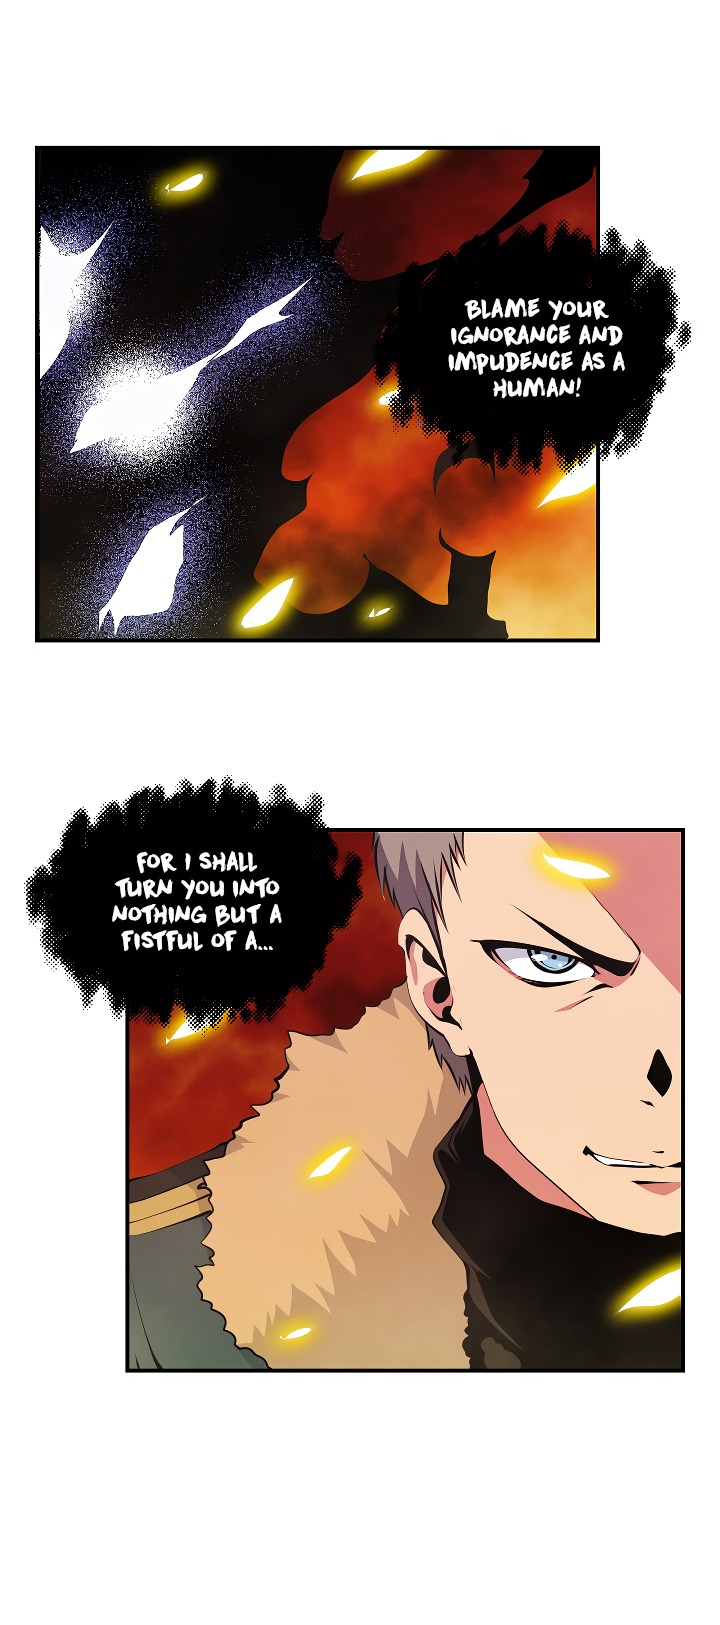 BLAME YOUR
IGNORANCE AND
IMPUDENCE AS A
HUMAN!
FOR I SHALL
TURN YOU INTO
NOTHING BUT A
FISTFUL OF A...